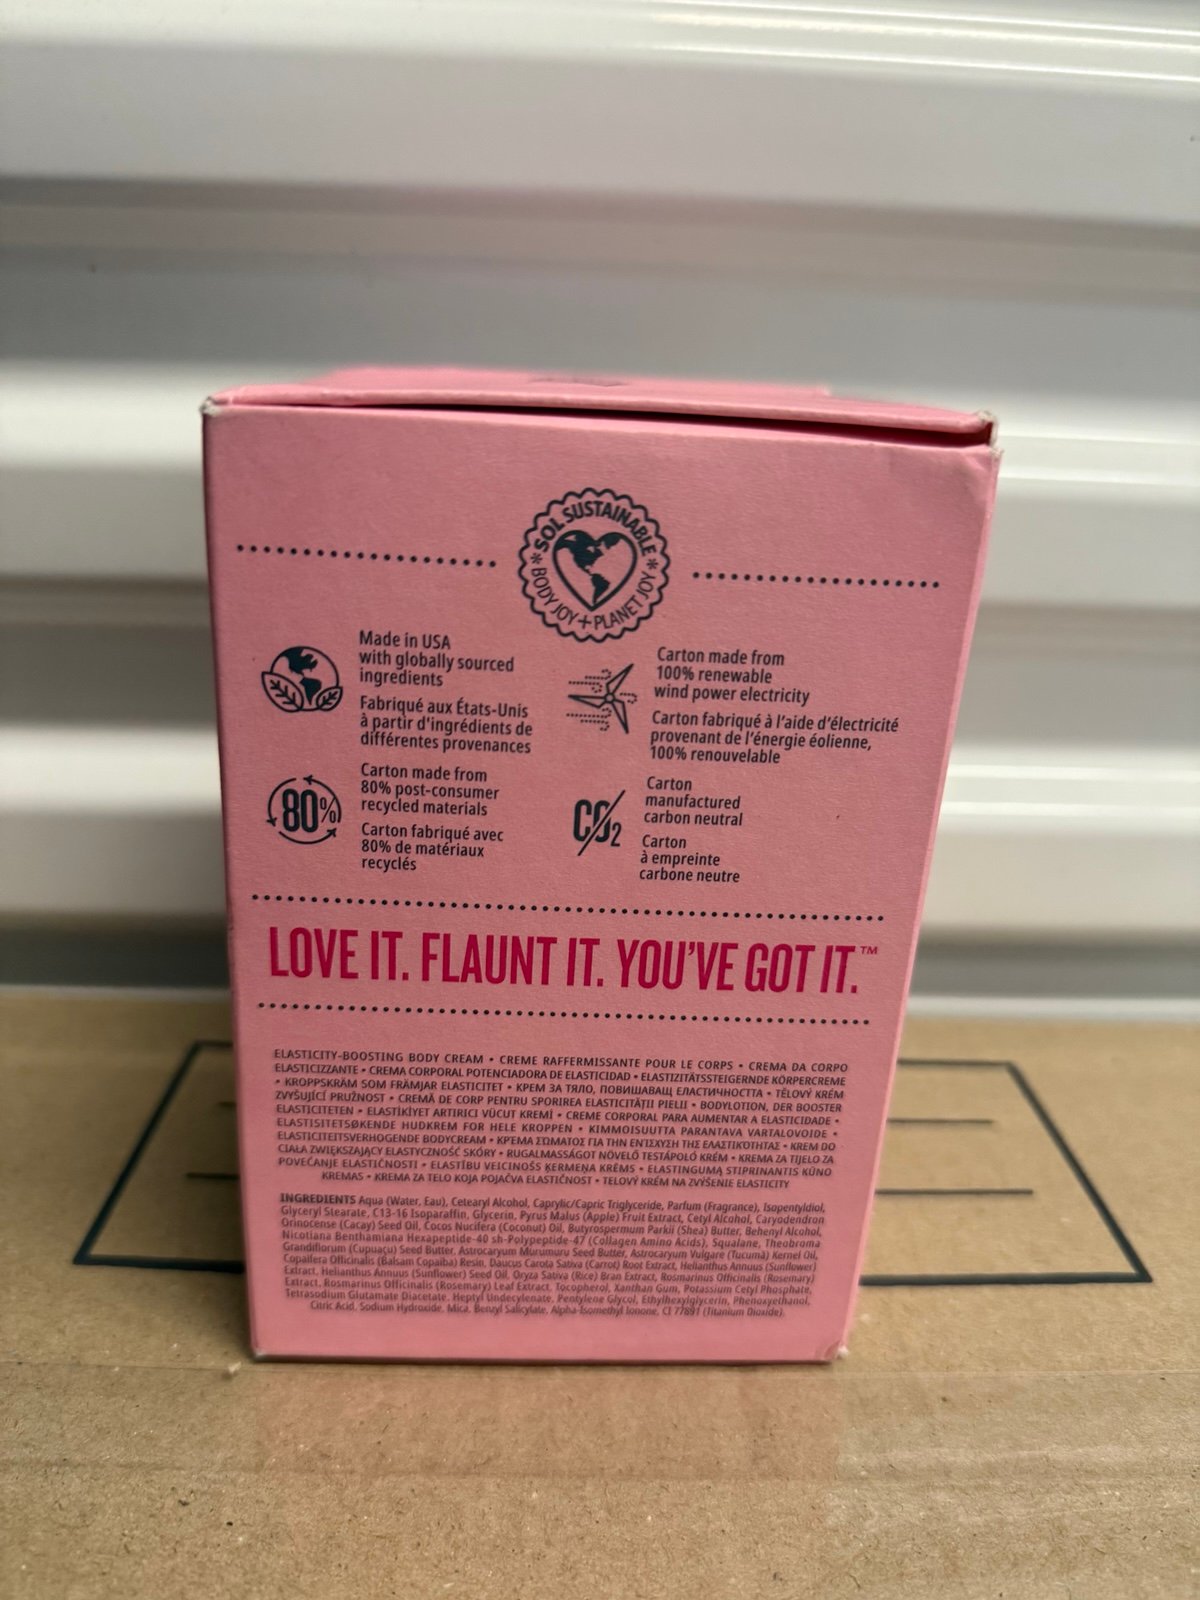 SOL SUSTAINABLE
* BODY JOY + PLANET JOY *
Made in USA
with globally sourced
ingredients
Fabriqué aux États-Unis
à partir d'ingrédients de
différentes provenances
Carton made from
100% renewable
wind power electricity
Carton fabriqué à l'aide d'électricité
provenant de l'énergie éolienne,
100% renouvelable
80%
Carton made from
80% post-consumer
recycled materials
Carton fabriqué avec
80% de matériaux
recyclés
CO2
Carton
manufactured
carbon neutral
Carton
à empreinte
carbone neutre
LOVE IT. FLAUNT IT. YOU'VE GOT IT.™
ELASTICITY-BOOSTING BODY CREAM • CREME RAFFERMISSANTE POUR LE CORPS • CREMA DA CORPO
ELASTICIZZANTE • CREMA CORPORAL POTENCIADORA DE ELASTICIDAD • ELASTIZITÄTSSTEIGERNDE KÖRPERCREME
• KROPPSKRÄM SOM FRÄMJAR ELASTICITET • КРЕМ ЗА ТЯЛО, ПОВИШАВАЩ ЕЛАСТИЧНОСТТА • TĚLOVÝ KRÉM
ZVYŠUJÍCÍ PRUŽNOST • CREMĂ DE CORP PENTRU SPORIREA ELASTICITĂȚII PIELII • BODYLOTION, DER BOOSTER
ELASTICITETEN • ELASTİKİYET ARTIRICI VÜCUT KREMİ • CREME CORPORAL PARA AUMENTAR A ELASTICIDADE •
ELASTISITETSØKENDE HUDKREM FOR HELE KROPPEN • KIMMOISUUTTA PARANTAVA VARTALOVOIDE •
ELASTICITEITSVERHOGENDE BODYCREAM • ΚΡΈΜΑ ΣΏΜΑΤΟΣ ΓΙΑ ΤΗΝ ΕΝΊΣΧΥΣΗ ΤΗΣ ΕΛΑΣΤΙΚΌΤΗΤΑΣ • KREM DO
CIAŁA ZWIĘKSZAJĄCY ELASTYCZNOŚĆ SKÓRY • RUGALMASSÁGOT NÖVELŐ TESTÁPOLÓ KRÉM • KREMA ZA TIJELO ZA
POVEĆANJE ELASTIČNOSTI • ELASTĪBU VEICINOŠS ĶERMEŅA KRĒMS • ELASTINGUMĄ STIPRINANTIS KŪNO
KREMAS • KREMA ZA TELO KOJA POJAČVA ELASTIČNOST • TELOVÝ KRÉM NA ZVÝŠENIE ELASTICITY
INGREDIENTS Aqua (Water, Eau), Cetearyl Alcohol, Caprylic/Capric Triglyceride, Parfum (Fragrance), Isopentyldiol,
Glyceryl Stearate, C13-16 Isoparaffin, Glycerin, Pyrus Malus (Apple) Fruit Extract, Cetyl Alcohol, Caryodendron
Orinocense (Cacay) Seed Oil, Cocos Nucifera (Coconut) Oil, Butyrospermum Parkii (Shea) Butter, Behenyl Alcohol,
Nicotiana Benthamiana Hexapeptide-40 sh-Polypeptide-47 (Collagen Amino Acids), Squalane, Theobroma
Grandiflorum (Cupuaçu) Seed Butter, Astrocaryum Murumuru Seed Butter, Astrocaryum Vulgare (Tucumã) Kernel Oil,
Copaifera Officinalis (Balsam Copaiba) Resin, Daucus Carota Sativa (Carrot) Root Extract, Helianthus Annuus (Sunflower)
Extract, Helianthus Annuus (Sunflower) Seed Oil, Oryza Sativa (Rice) Bran Extract, Rosmarinus Officinalis (Rosemary)
Extract, Rosmarinus Officinalis (Rosemary) Leaf Extract, Tocopherol, Xanthan Gum, Potassium Cetyl Phosphate,
Tetrasodium Glutamate Diacetate, Heptyl Undecylenate, Pentylene Glycol, Ethylhexylglycerin, Phenoxyethanol,
Citric Acid, Sodium Hydroxide, Mica, Benzyl Salicylate, Alpha-Isomethyl Ionone, CI 77891 (Titanium Dioxide).